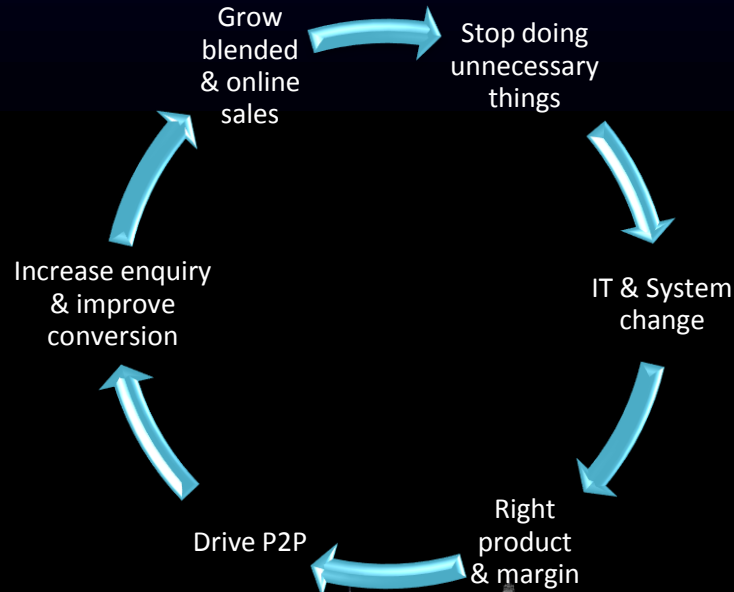 Grow
blended
& online
sales
Stop doing
unnecessary
things
IT & System
change
Right
product
& margin
Drive P2P
Increase enquiry
& improve
conversion